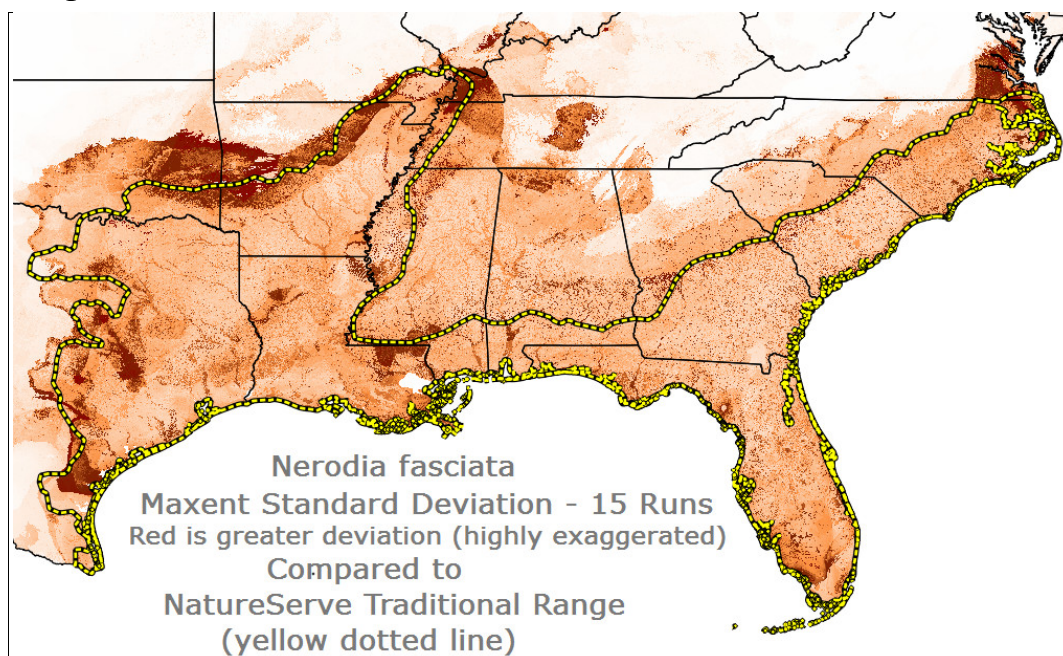 Nerodia fasciata
Maxent Standard Deviation - 15 Runs
Red is greater deviation (highly exaggerated)
Compared to
NatureServe Traditional Range
(yellow dotted line)